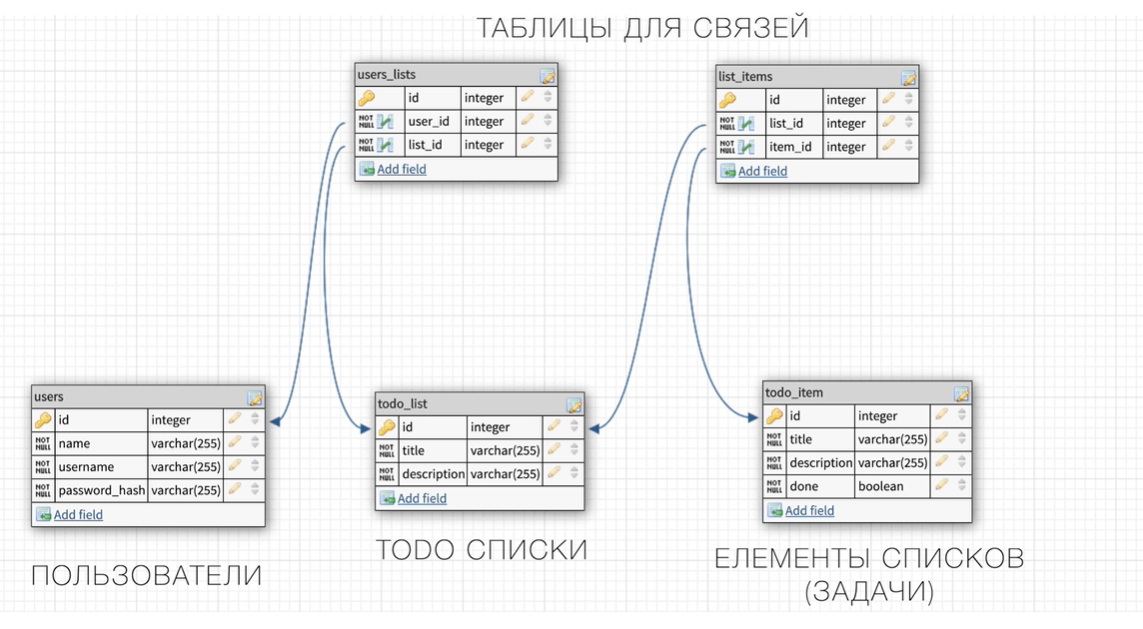 ТАБЛИЦЫ ДЛЯ СВЯЗЕЙ
users_lists
id integer
NOT NULL user_id integer
NOT NULL list_id integer
Add field
list_items
id integer
NOT NULL list_id integer
NOT NULL item_id integer
Add field
users
id integer
NOT NULL name varchar(255)
NOT NULL username varchar(255)
NOT NULL password_hash varchar(255)
Add field
ПОЛЬЗОВАТЕЛИ
todo_list
id integer
NOT NULL title varchar(255)
NOT NULL description varchar(255)
Add field
TODO СПИСКИ
todo_item
id integer
NOT NULL title varchar(255)
NOT NULL description varchar(255)
NOT NULL done boolean
Add field
ЕЛЕМЕНТЫ СПИСКОВ
(ЗАДАЧИ)